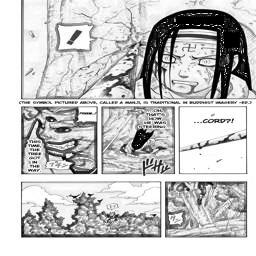 !
(THE SYMBOL PICTURED ABOVE, CALLED A MANJI, IS TRADITIONAL IN BUDDHIST IMAGERY -ED.)
THIS
TIME,
THE
TREE
GOT
IN
THE
WAY.
THAT'S
HOW
HE WAS
STEERING
...CORD?!